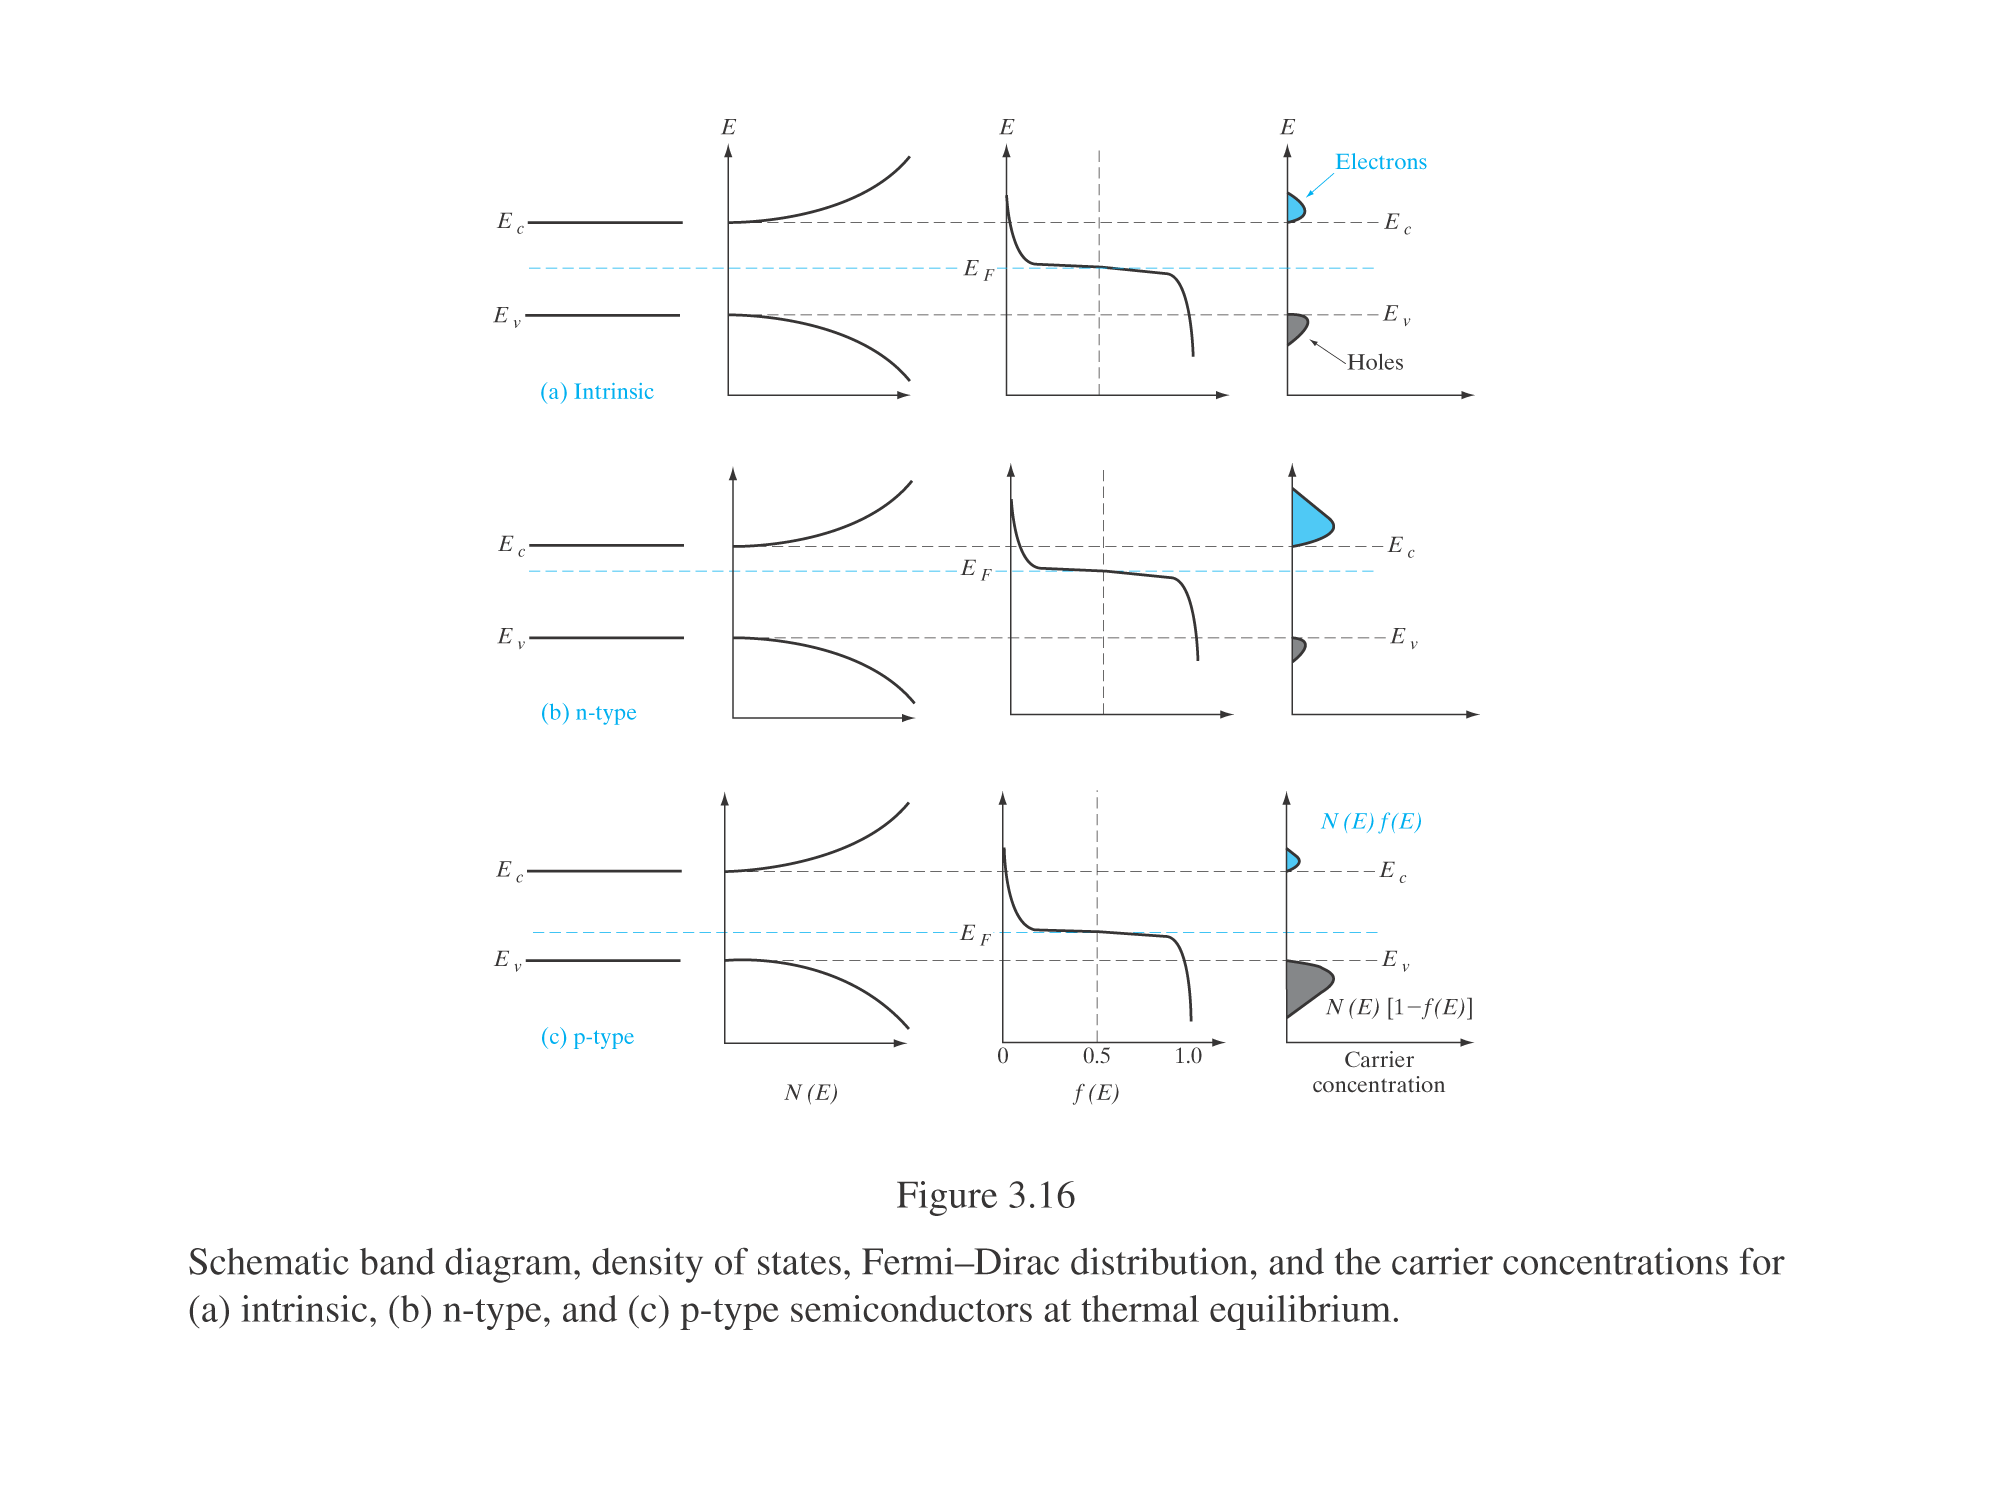 E E E
Electrons
E c E c
E F
E v E v
Holes
(a) Intrinsic
E c E c
E F
E v E v
(b) n-type
N (E) f(E)
E c E c
E F
E v E v
N (E) [1−f(E)]
(c) p-type
0 0.5 1.0
Carrier
concentration
N (E) f (E)
Figure 3.16
Schematic band diagram, density of states, Fermi–Dirac distribution, and the carrier concentrations for
(a) intrinsic, (b) n-type, and (c) p-type semiconductors at thermal equilibrium.